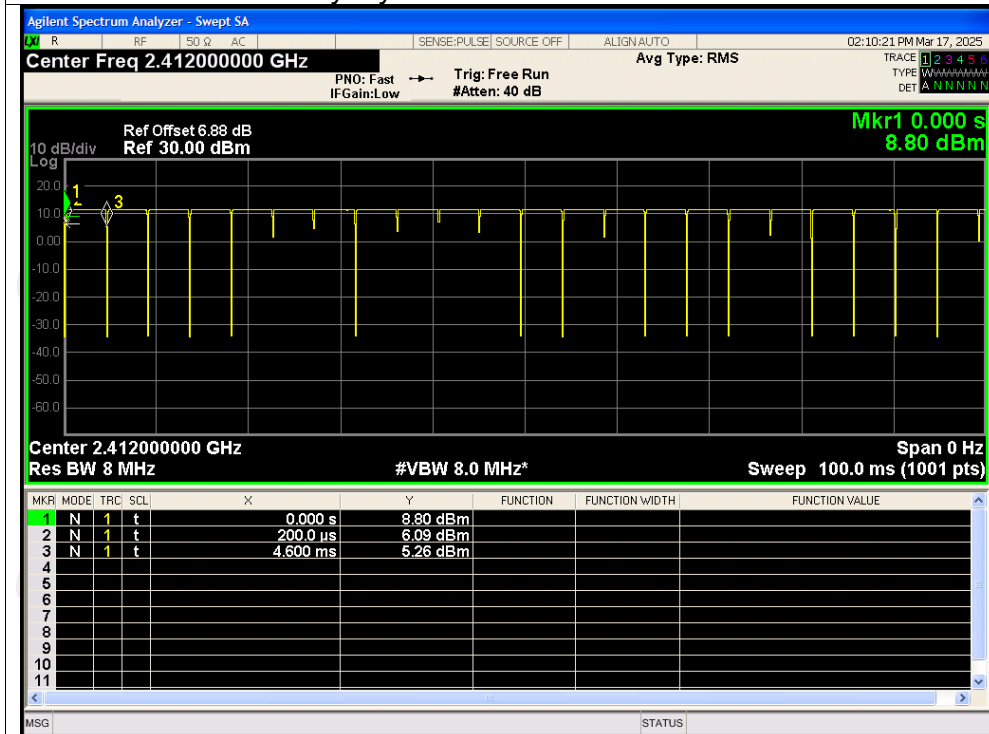 Agilent Spectrum Analyzer - Swept SA
LXI R RF 50 Ω AC SENSE:PULSE SOURCE OFF ALIGN AUTO 02:10:21 PM Mar 17, 2025
Center Freq 2.412000000 GHz
PNO: Fast
IFGain:Low
Trig: Free Run
#Atten: 40 dB
Avg Type: RMS
TRACE 1 2 3 4 5 6
TYPE WWWWWW
DET A N N N N N
Mkr1 0.000 s
8.80 dBm
Ref Offset 6.88 dB
10 dB/div Ref 30.00 dBm
Log
20.0
10.0
0.00
-10.0
-20.0
-30.0
-40.0
-50.0
-60.0
1
2
3
Center 2.412000000 GHz Span 0 Hz
Res BW 8 MHz #VBW 8.0 MHz* Sweep 100.0 ms (1001 pts)
MKR MODE TRC SCL X Y FUNCTION FUNCTION WIDTH FUNCTION VALUE
1 N 1 t 0.000 s 8.80 dBm
2 N 1 t 200.0 µs 6.09 dBm
3 N 1 t 4.600 ms 5.26 dBm
4
5
6
7
8
9
10
11
MSG STATUS